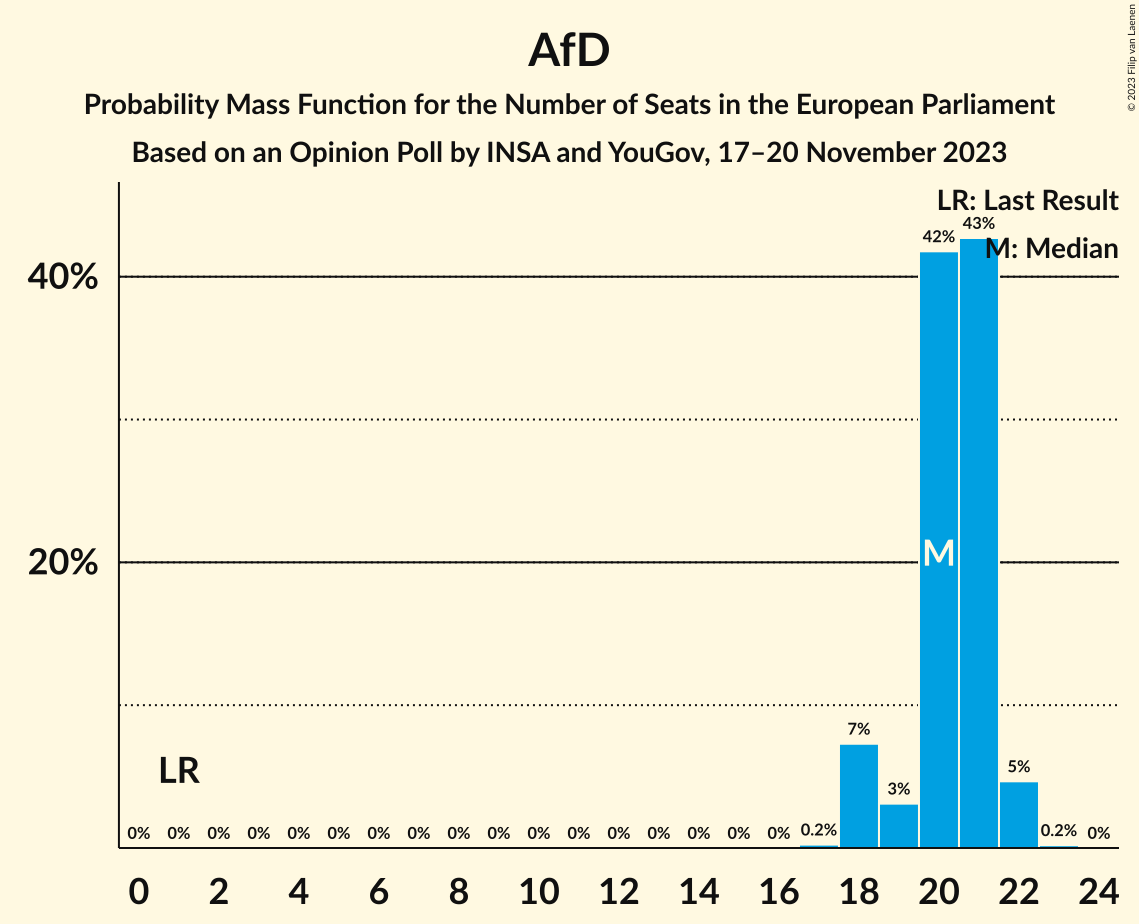 © 2023 Filip van Laenen
AfD
Probability Mass Function for the Number of Seats in the European Parliament
Based on an Opinion Poll by INSA and YouGov, 17–20 November 2023
LR: Last Result
M: Median
40%
20%
LR
M
0% 0% 0% 0% 0% 0% 0% 0% 0% 0% 0% 0% 0% 0% 0% 0% 0% 0.2% 7% 3% 42% 43% 5% 0.2% 0%
0 2 4 6 8 10 12 14 16 18 20 22 24